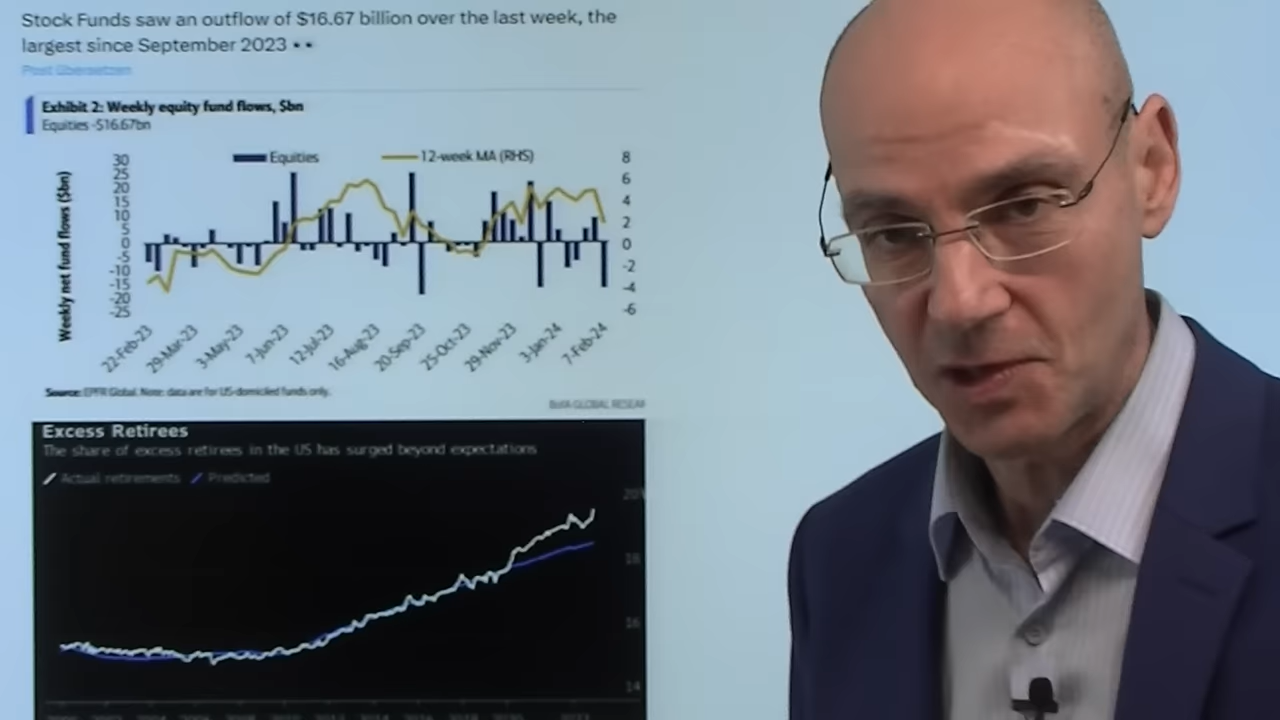 Stock Funds saw an outflow of $16.67 billion over the last week, the
largest since September 2023
Post übersetzen
Exhibit 2: Weekly equity fund flows, $bn
Equities -$16.67bn
Weekly net fund flows ($bn)
Equities
12-week MA (RHS)
30
25
20
15
10
5
0
-5
-10
-15
-20
-25
8
6
4
2
0
-2
-4
-6
22-Feb-23
29-Mar-23
3-May-23
7-Jun-23
12-Jul-23
16-Aug-23
20-Sep-23
25-Oct-23
29-Nov-23
3-Jan-24
7-Feb-24
Source: EPFR Global. Note: data are for US-domiciled funds only.
BofA GLOBAL RESEAR
Excess Retirees
The share of excess retirees in the US has surged beyond expectations
Actual retirements
Predicted
20%
18
16
14